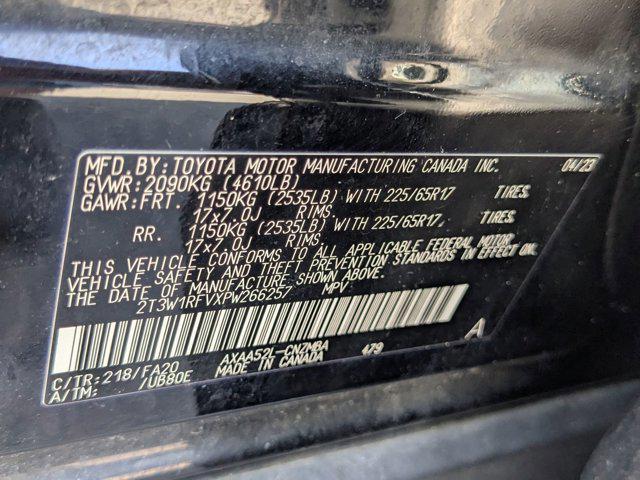 MFD. BY: TOYOTA MOTOR MANUFACTURING CANADA INC. 04/23
GVWR: 2090KG (4610LB)
GAWR: FRT. 1150KG (2535LB) WITH 225/65R17 TIRES.
17x7.0J RIMS.
RR. 1150KG (2535LB) WITH 225/65R17, TIRES.
17x7.0J RIMS.
THIS VEHICLE CONFORMS TO ALL APPLICABLE FEDERAL MOTOR
VEHICLE SAFETY AND THEFT PREVENTION STANDARDS IN EFFECT ON
THE DATE OF MANUFACTURE SHOWN ABOVE.
2T3W1RFVXPW266257 MPV
A
C/TR: 218/FA20 AXAA52L-CNZMBA 479
A/TM: /UB80E MADE IN CANADA